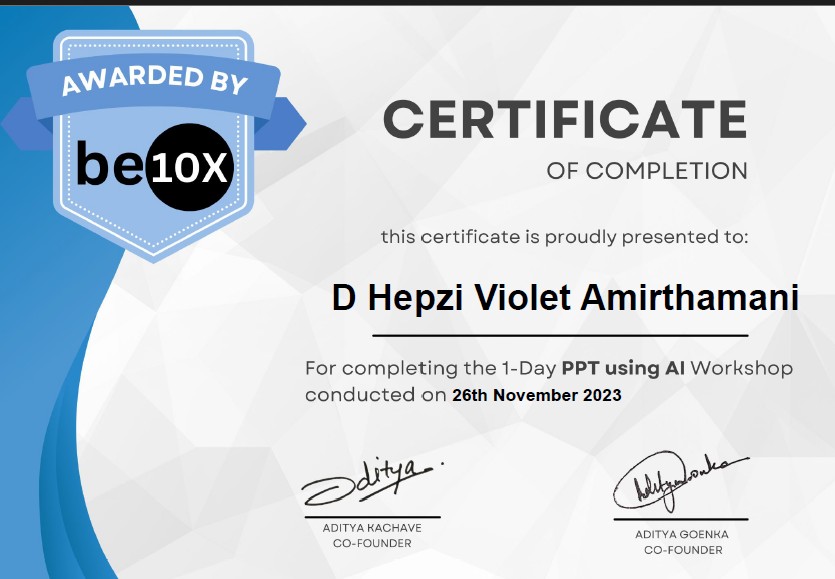 AWARDED BY
be10X
CERTIFICATE
OF COMPLETION
this certificate is proudly presented to:
D Hepzi Violet Amirthamani
For completing the 1-Day PPT using AI Workshop
conducted on 26th November 2023
Aditya
ADITYA KACHAVE
CO-FOUNDER
ADITYA GOENKA
CO-FOUNDER